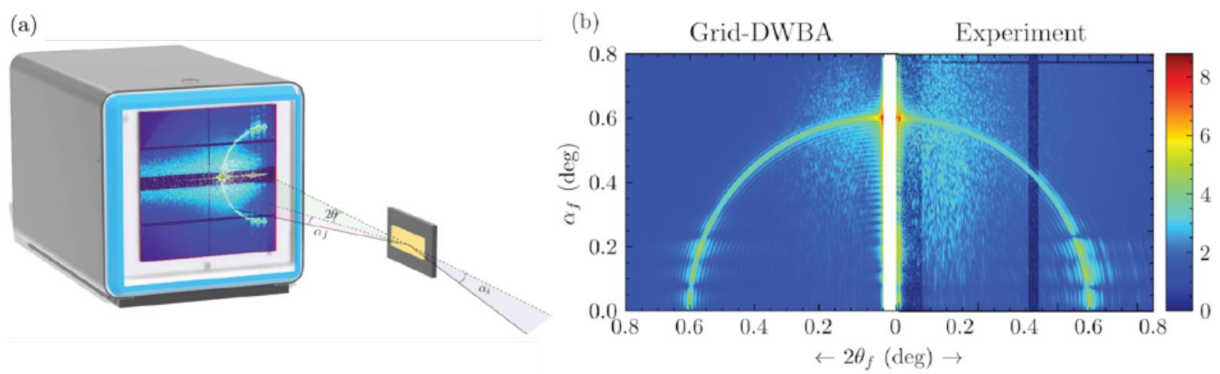 (a)
2θ
α_f
α_i
(b)
Grid-DWBA Experiment
α_f (deg)
0.8
0.6
0.4
0.2
0.0
0.8 0.6 0.4 0.2 0 0.2 0.4 0.6 0.8
← 2θ_f (deg) →
8
6
4
2
0